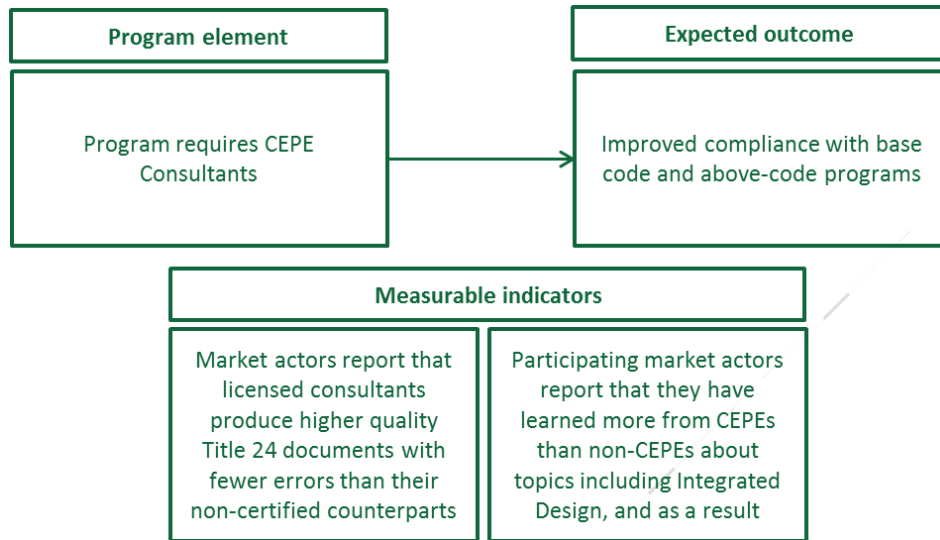 Program element
Expected outcome
Program requires CEPE
Consultants
Improved compliance with base
code and above-code programs
Measurable indicators
Market actors report that
licensed consultants
produce higher quality
Title 24 documents with
fewer errors than their
non-certified counterparts
Participating market actors
report that they have
learned more from CEPEs
than non-CEPEs about
topics including Integrated
Design, and as a result